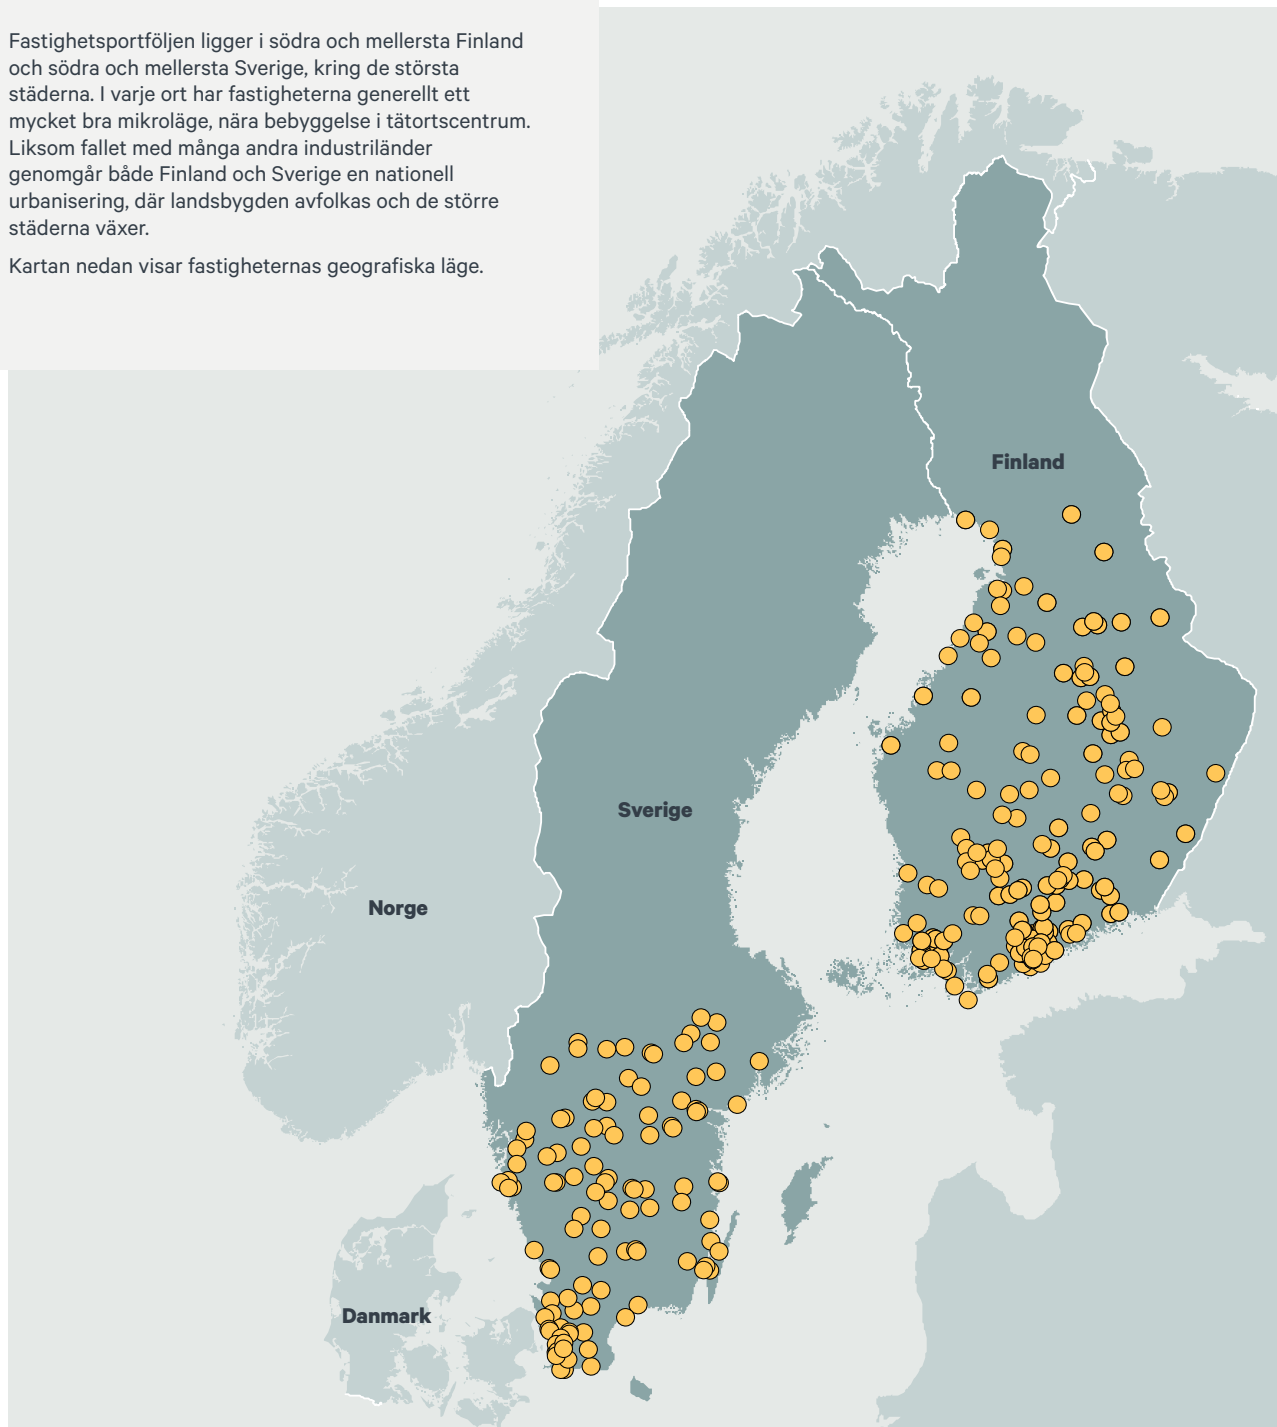 Fastighetsportföljen ligger i södra och mellersta Finland
och södra och mellersta Sverige, kring de största
städerna. I varje ort har fastigheterna generellt ett
mycket bra mikroläge, nära bebyggelse i tätortscentrum.
Liksom fallet med många andra industriländer
genomgår både Finland och Sverige en nationell
urbanisering, där landsbygden avfolkas och de större
städerna växer.
Kartan nedan visar fastigheternas geografiska läge.
Finland
Sverige
Norge
Danmark